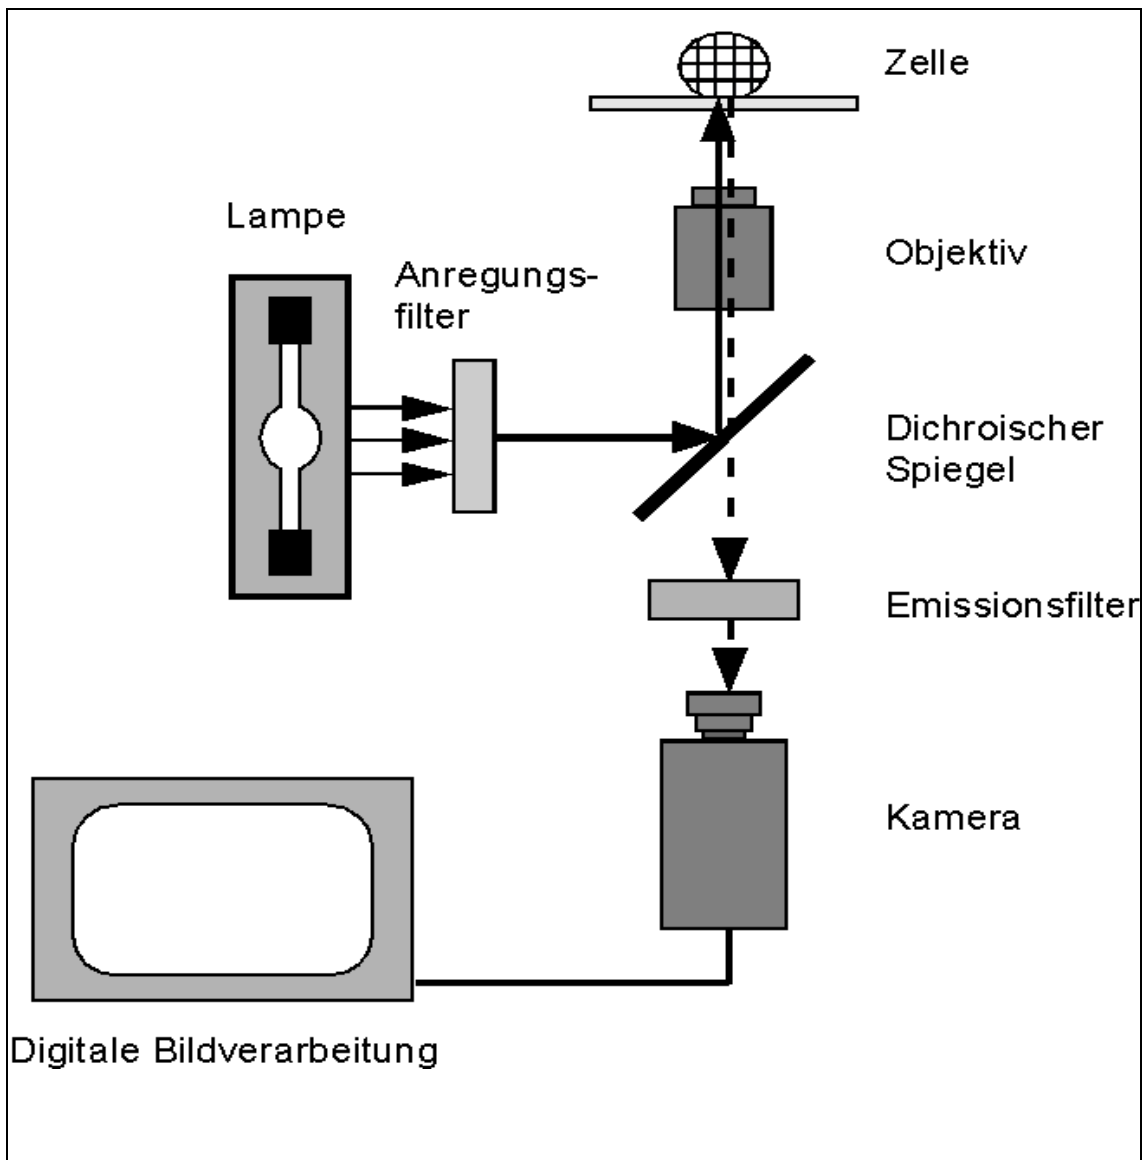 Zelle
Lampe
Objektiv
Anregungs-
filter
Dichroischer
Spiegel
Emissionsfilter
Kamera
Digitale Bildverarbeitung